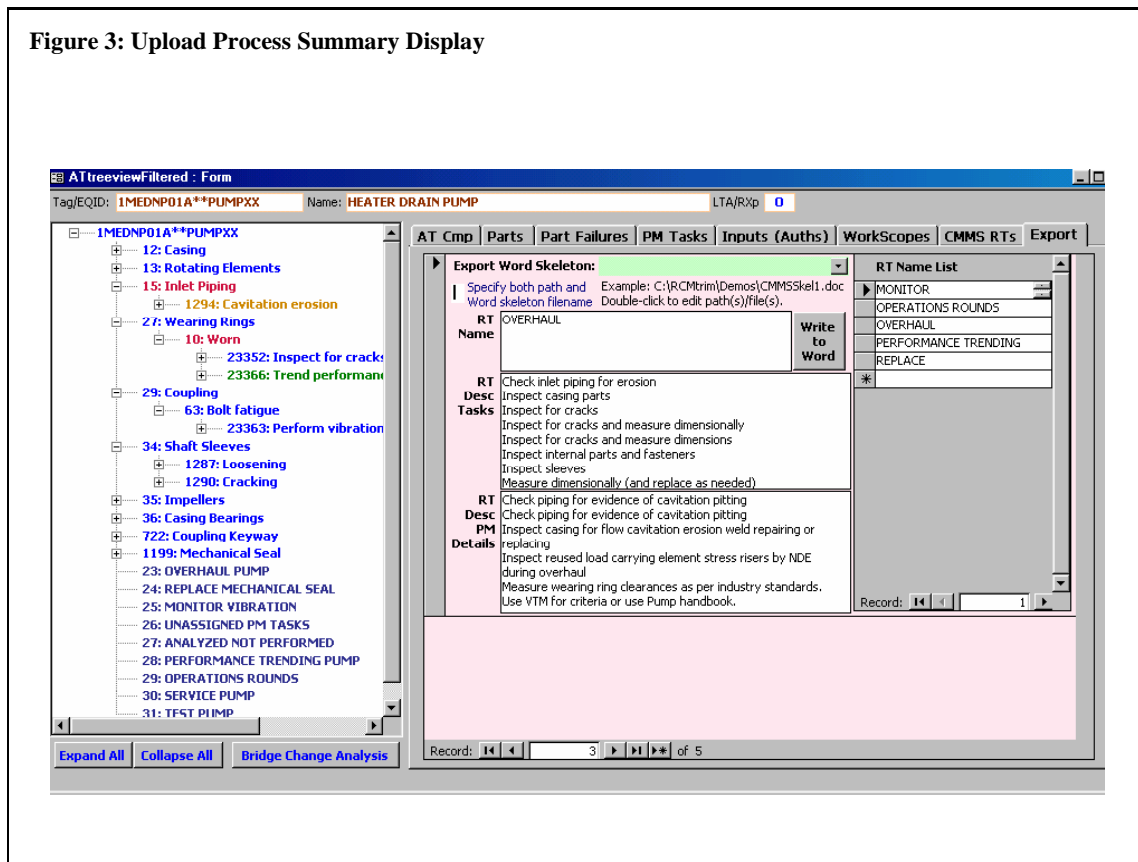 Figure 3: Upload Process Summary Display
ATtreeviewFiltered : Form
Tag/EQID: 1MEDNP01A**PUMPXX Name: HEATER DRAIN PUMP LTA/RXp 0
1MEDNP01A**PUMPXX
12: Casing
13: Rotating Elements
15: Inlet Piping
1294: Cavitation erosion
27: Wearing Rings
10: Worn
23352: Inspect for cracks
23366: Trend performan
29: Coupling
63: Bolt fatigue
23363: Perform vibration
34: Shaft Sleeves
1287: Loosening
1290: Cracking
35: Impellers
36: Casing Bearings
722: Coupling Keyway
1199: Mechanical Seal
23: OVERHAUL PUMP
24: REPLACE MECHANICAL SEAL
25: MONITOR VIBRATION
26: UNASSIGNED PM TASKS
27: ANALYZED NOT PERFORMED
28: PERFORMANCE TRENDING PUMP
29: OPERATIONS ROUNDS
30: SERVICE PUMP
31: TEST PUMP
Expand All Collapse All Bridge Change Analysis
AT Cmp Parts Part Failures PM Tasks Inputs (Auths) WorkScopes CMMS RTs Export
Export Word Skeleton:
Specify both path and Word skeleton filename
Example: C:\RCMtrim\Demos\CMMSSkel1.doc
Double-click to edit path(s)/file(s).
RT Name
OVERHAUL
Write to Word
RT Desc Tasks
Check inlet piping for erosion
Inspect casing parts
Inspect for cracks
Inspect for cracks and measure dimensionally
Inspect for cracks and measure dimensions
Inspect internal parts and fasteners
Inspect sleeves
Measure dimensionally (and replace as needed)
RT Desc PM Details
Check piping for evidence of cavitation pitting
Check piping for evidence of cavitation pitting
Inspect casing for flow cavitation erosion weld repairing or
replacing
Inspect reused load carrying element stress risers by NDE
during overhaul
Measure wearing ring clearances as per industry standards.
Use VTM for criteria or use Pump handbook.
RT Name List
MONITOR
OPERATIONS ROUNDS
OVERHAUL
PERFORMANCE TRENDING
REPLACE
Record: 1
Record: 3 of 5